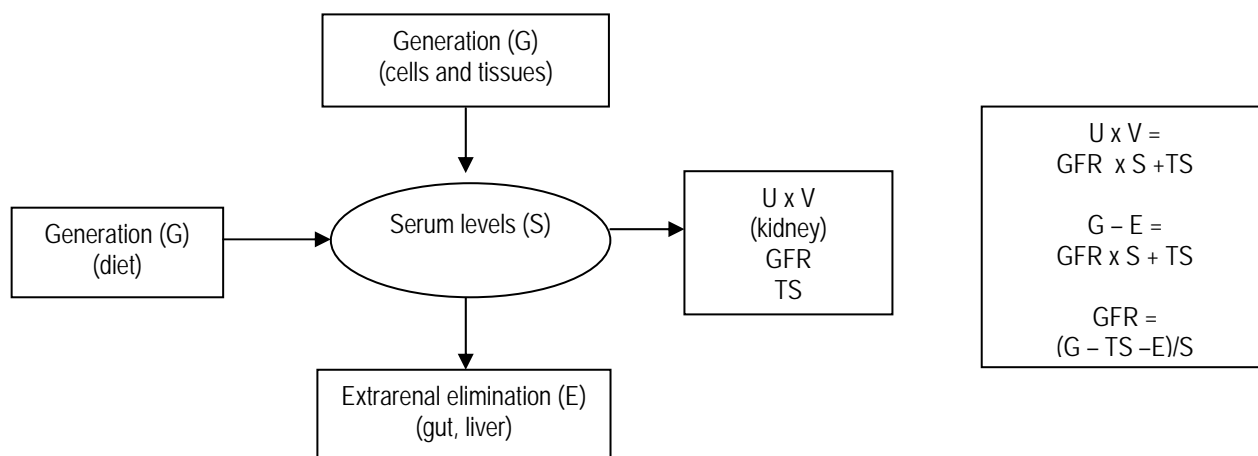 Generation (G)
(cells and tissues)
Generation (G)
(diet)
Serum levels (S)
U x V
(kidney)
GFR
TS
Extrarenal elimination (E)
(gut, liver)
U x V =
GFR x S +TS
G – E =
GFR x S + TS
GFR =
(G – TS –E)/S